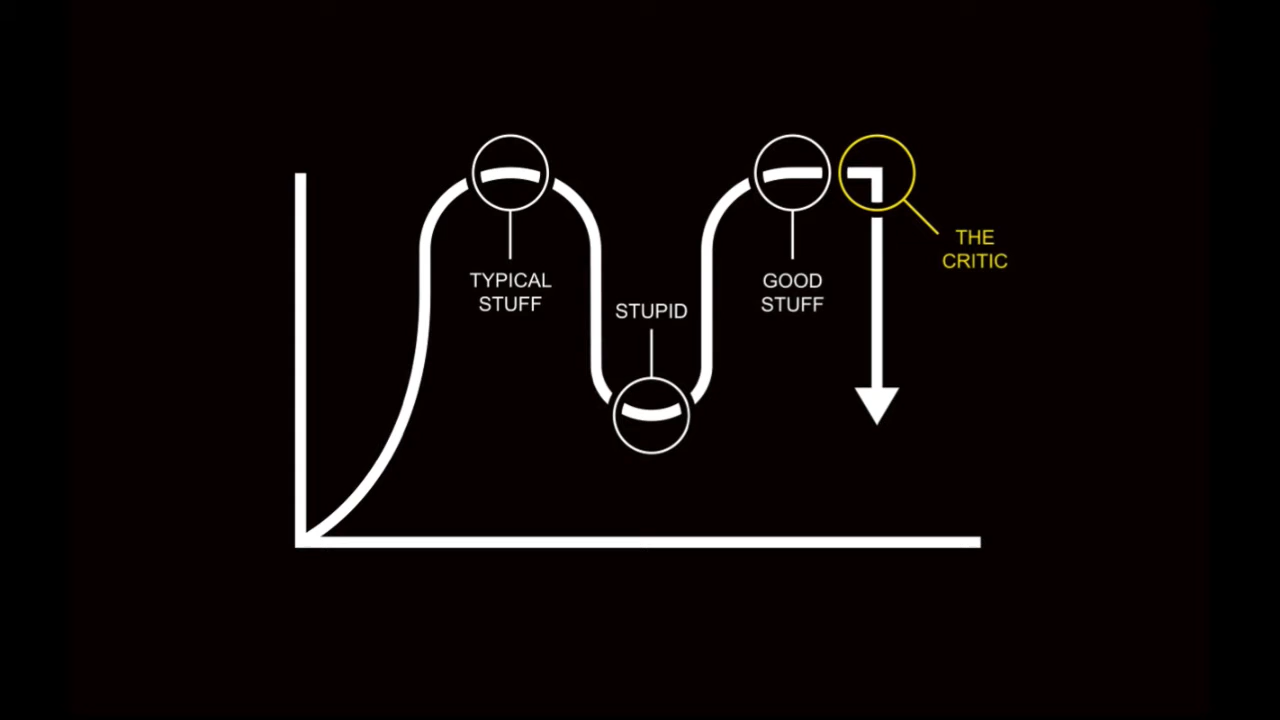 TYPICAL
STUFF
STUPID
GOOD
STUFF
THE
CRITIC